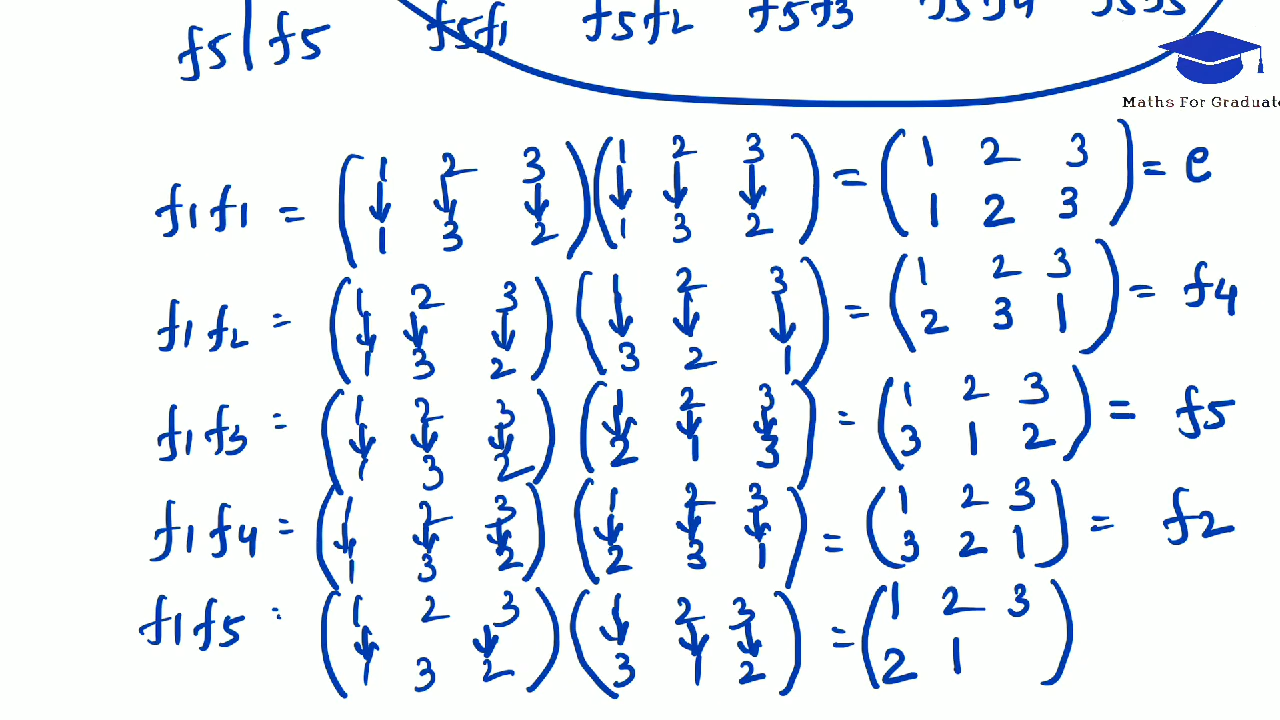 f5 | f5 f5f1 f5f2 f5f3 f5f4 f5f5
Maths For Graduate
1 2 3 1 2 3 1 2 3
f1f1 = ( ↓ ↓ ↓ ) ( ↓ ↓ ↓ ) = ( ) = e
1 3 2 1 3 2 1 2 3
1 2 3 1 2 3 1 2 3
f1f2 = ( ↓ ↓ ↓ ) ( ↓ ↓ ↓ ) = ( ) = f4
1 3 2 3 2 1 2 3 1
1 2 3 1 2 3 1 2 3
f1f3 = ( ↓ ↓ ↓ ) ( ↓ ↓ ↓ ) = ( ) = f5
1 3 2 2 1 3 3 1 2
1 2 3 1 2 3 1 2 3
f1f4 = ( ↓ ↓ ↓ ) ( ↓ ↓ ↓ ) = ( ) = f2
1 3 2 2 3 1 3 2 1
1 2 3 1 2 3 1 2 3
f1f5 : ( ↓ ↓ ) ( ↓ ↓ ↓ ) = ( )
1 3 2 3 1 2 2 1